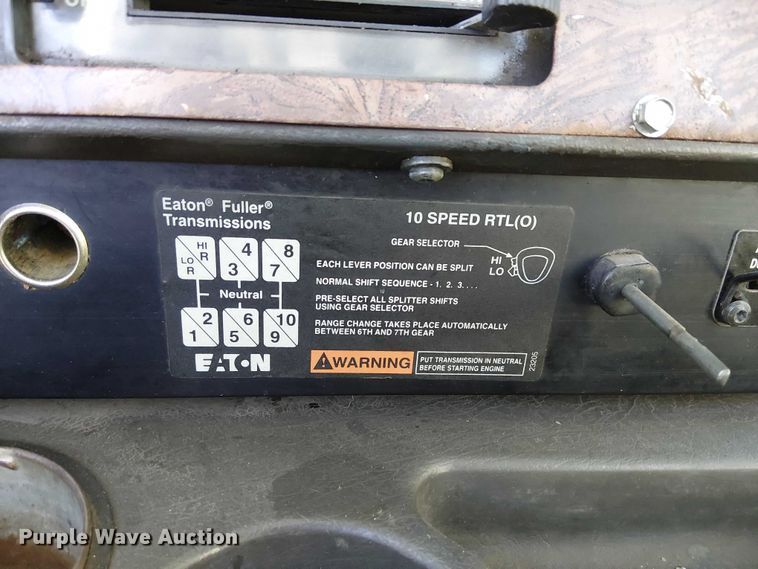 Eaton® Fuller®
Transmissions
10 SPEED RTL(O)
GEAR SELECTOR
HI
LO
HI
R
LO
R
4
3
8
7
Neutral
2
1
6
5
10
9
EATON
EACH LEVER POSITION CAN BE SPLIT
NORMAL SHIFT SEQUENCE - 1. 2. 3. . . .
PRE-SELECT ALL SPLITTER SHIFTS
USING GEAR SELECTOR
RANGE CHANGE TAKES PLACE AUTOMATICALLY
BETWEEN 6TH AND 7TH GEAR
WARNING
PUT TRANSMISSION IN NEUTRAL
BEFORE STARTING ENGINE
23205
Purple Wave Auction